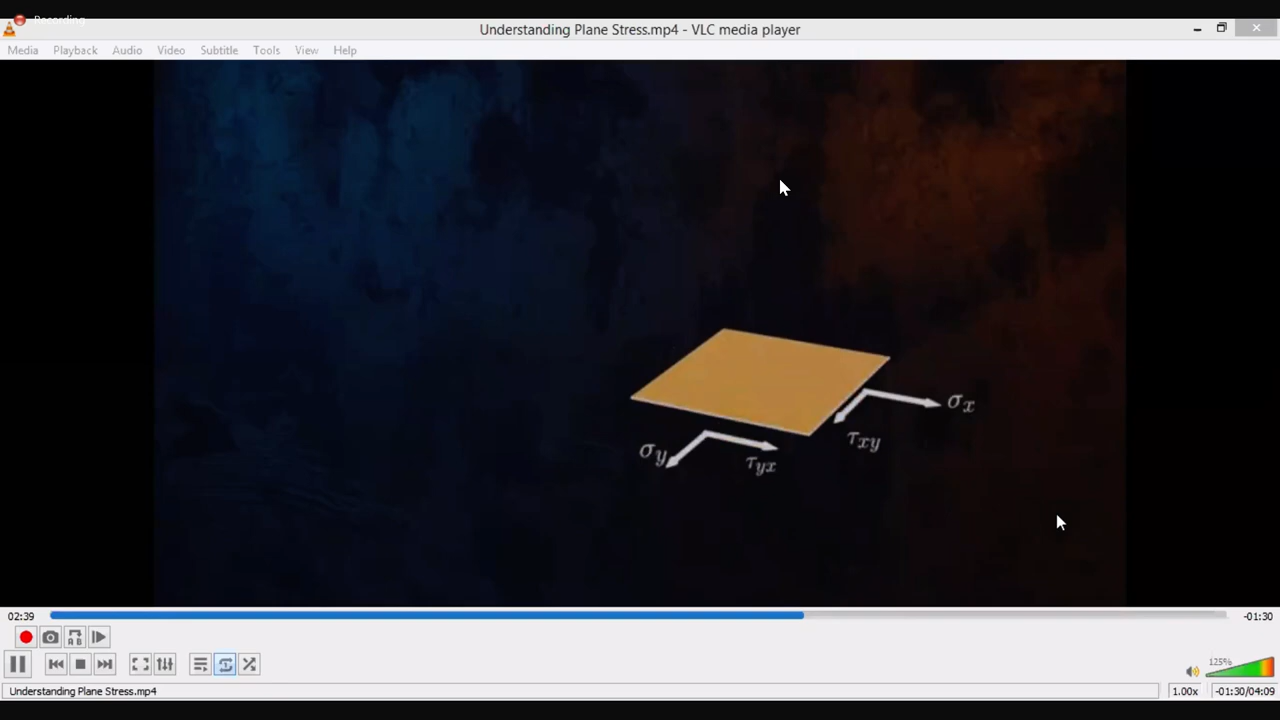 Recording
Understanding Plane Stress.mp4 - VLC media player
Media Playback Audio Video Subtitle Tools View Help
σx
τxy
σy
τyx
02:39
-01:30
A B
125%
Understanding Plane Stress.mp4
1.00x
-01:30/04:09